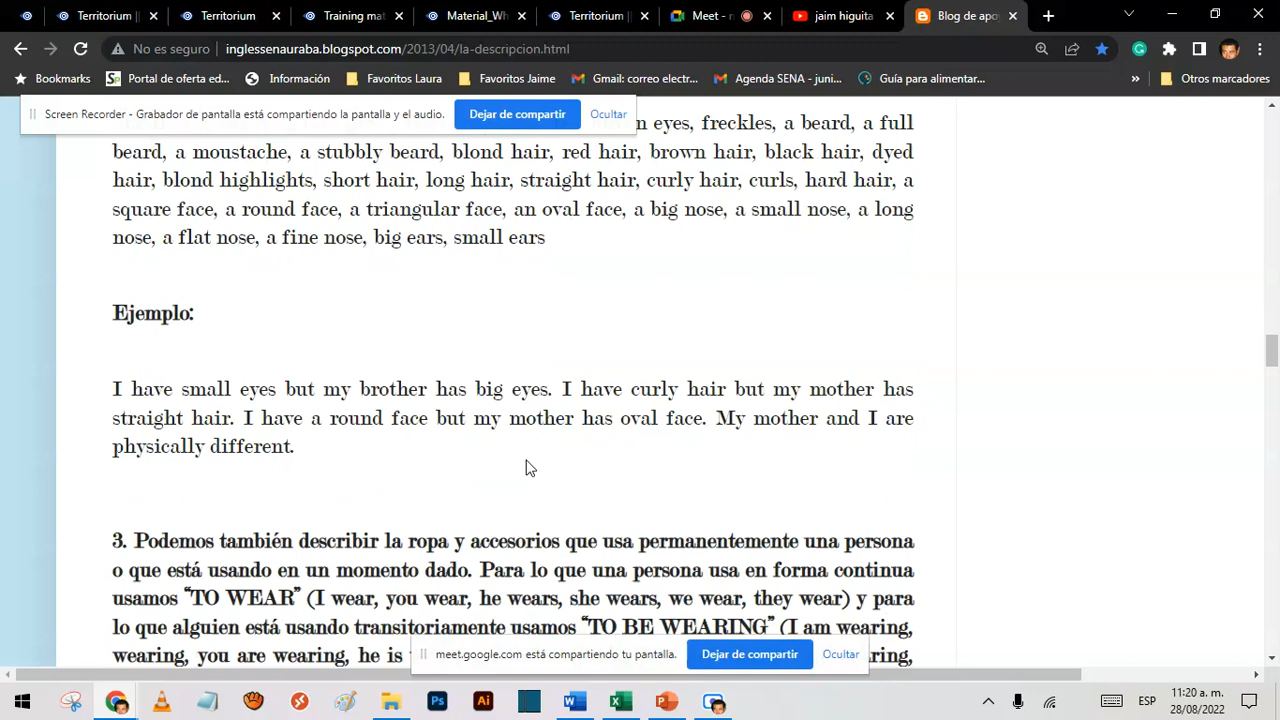 Territorium ||
Territorium
Training mat
Material_Wh
Territorium ||
Meet - n
jaim higuita
Blog de apo
No es seguro
inglessenauraba.blogspot.com/2013/04/la-descripcion.html
Bookmarks
Portal de oferta ed...
Información
Favoritos Laura
Favoritos Jaime
Gmail: correo electr...
Agenda SENA - juni...
Guía para alimentar...
»
Otros marcadores
Screen Recorder - Grabador de pantalla está compartiendo la pantalla y el audio.
Dejar de compartir
Ocultar
eyes, freckles, a beard, a full
beard, a moustache, a stubbly beard, blond hair, red hair, brown hair, black hair, dyed
hair, blond highlights, short hair, long hair, straight hair, curly hair, curls, hard hair, a
square face, a round face, a triangular face, an oval face, a big nose, a small nose, a long
nose, a flat nose, a fine nose, big ears, small ears
Ejemplo:
I have small eyes but my brother has big eyes. I have curly hair but my mother has
straight hair. I have a round face but my mother has oval face. My mother and I are
physically different.
3. Podemos también describir la ropa y accesorios que usa permanentemente una persona
o que está usando en un momento dado. Para lo que una persona usa en forma continua
usamos “TO WEAR” (I wear, you wear, he wears, she wears, we wear, they wear) y para
lo que alguien está usando transitoriamente usamos “TO BE WEARING” (I am wearing,
wearing, you are wearing, he is
meet.google.com está compartiendo tu pantalla.
Dejar de compartir
Ocultar
Ps
Ai
ESP
11:20 a. m.
28/08/2022